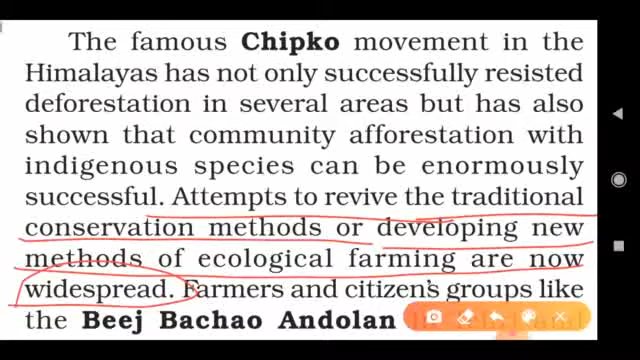 The famous Chipko movement in the
Himalayas has not only successfully resisted
deforestation in several areas but has also
shown that community afforestation with
indigenous species can be enormously
successful. Attempts to revive the traditional
conservation methods or developing new
methods of ecological farming are now
widespread. Farmers and citizen's groups like
the Beej Bachao Andolan